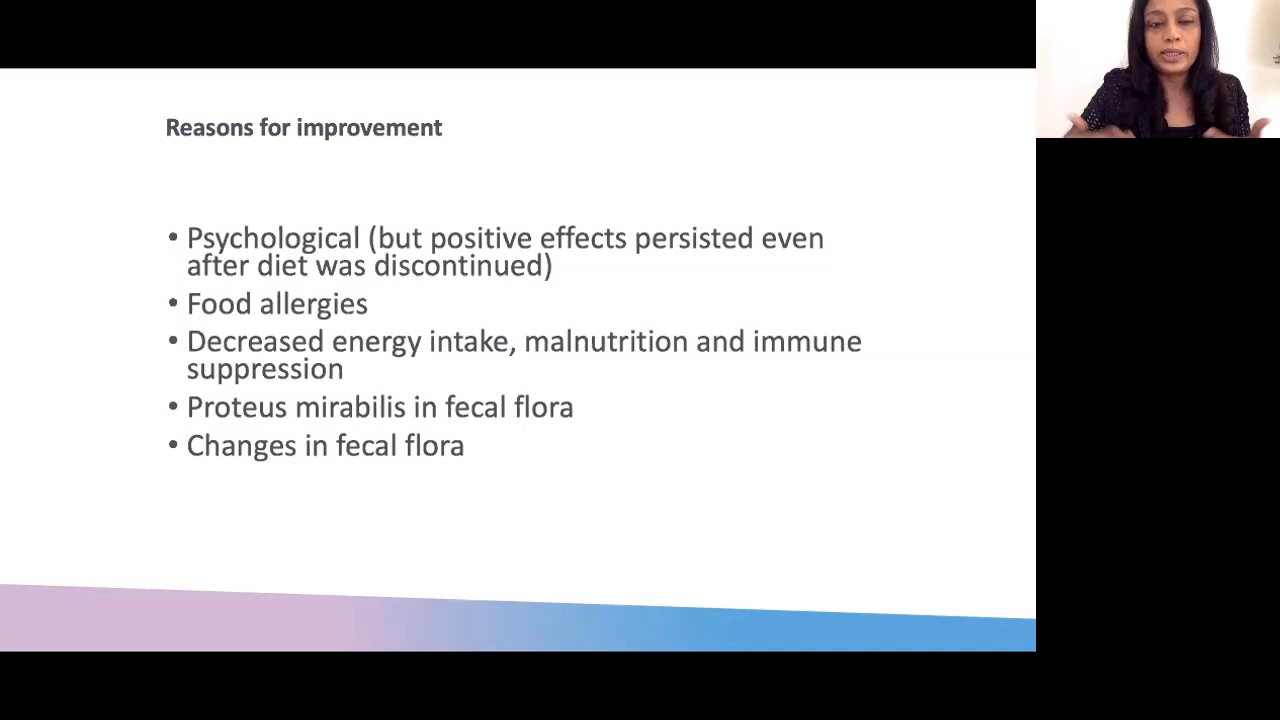 Reasons for improvement
• Psychological (but positive effects persisted even
after diet was discontinued)
• Food allergies
• Decreased energy intake, malnutrition and immune
suppression
• Proteus mirabilis in fecal flora
• Changes in fecal flora